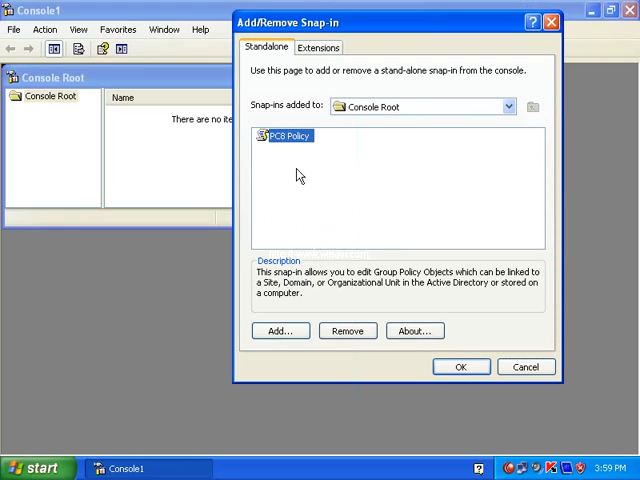 Console1
File Action View Favorites Window Help
Console Root
Console Root
Name
There are no ite
Add/Remove Snap-in
Standalone Extensions
Use this page to add or remove a stand-alone snap-in from the console.
Snap-ins added to: Console Root
PC8 Policy
Description
This snap-in allows you to edit Group Policy Objects which can be linked to
a Site, Domain, or Organizational Unit in the Active Directory or stored on
a computer.
Add... Remove About...
OK Cancel
start Console1 3:59 PM